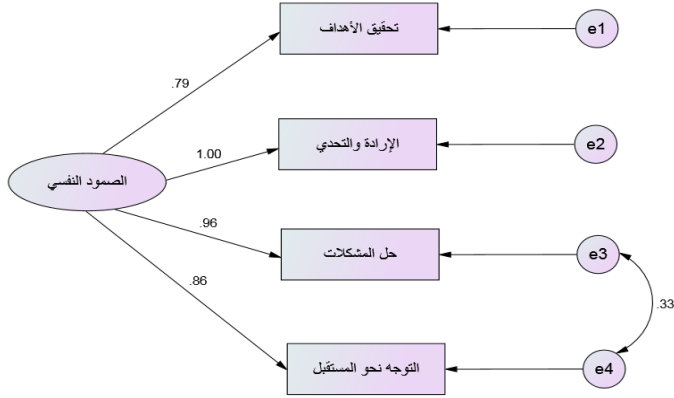 تحقيق الأهداف
e1
.79
الإرادة والتحدي
e2
1.00
الصمود النفسي
.96
حل المشكلات
e3
.86
.33
التوجه نحو المستقبل
e4